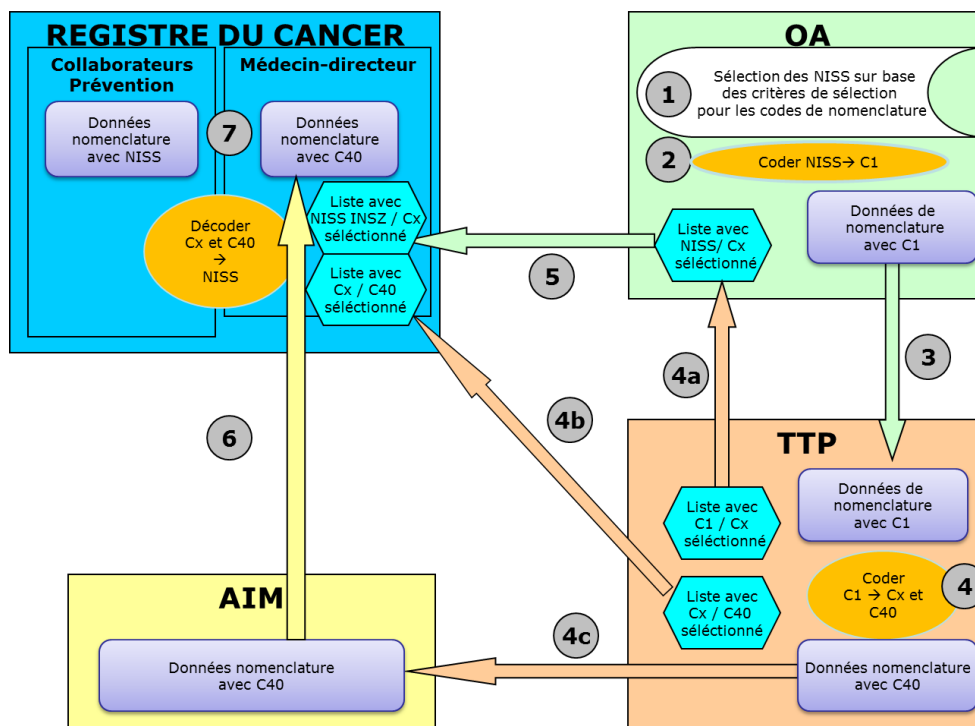 REGISTRE DU CANCER
Collaborateurs
Prévention
Médecin-directeur
Données
nomenclature
avec NISS
7
Données
nomenclature
avec C40
Liste avec
NISS INSZ / Cx
séléctionné
Décoder
Cx et C40
→
NISS
Liste avec
Cx / C40
séléctionné
OA
1
Sélection des NISS sur base
des critères de sélection
pour les codes de nomenclature
2
Coder NISS→ C1
Liste avec
NISS/ Cx
séléctionné
Données de
nomenclature
avec C1
5
3
4a
4b
6
TTP
Données de
nomenclature
avec C1
Liste avec
C1 / Cx
séléctionné
Coder
C1 → Cx et
C40
4
Liste avec
Cx / C40
séléctionné
Données nomenclature
avec C40
4c
AIM
Données nomenclature
avec C40